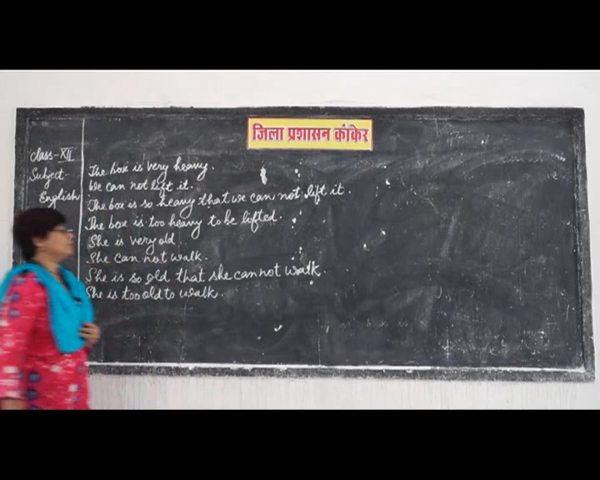 जिला प्रशासन कांकेर
class-XII
Subject-
English
The box is very heavy.
We can not lift it.
The box is so heavy that we can not lift it.
The box is too heavy to be lifted.
She is very old.
She can not walk.
She is so old that she cannot walk.
She is too old to walk.